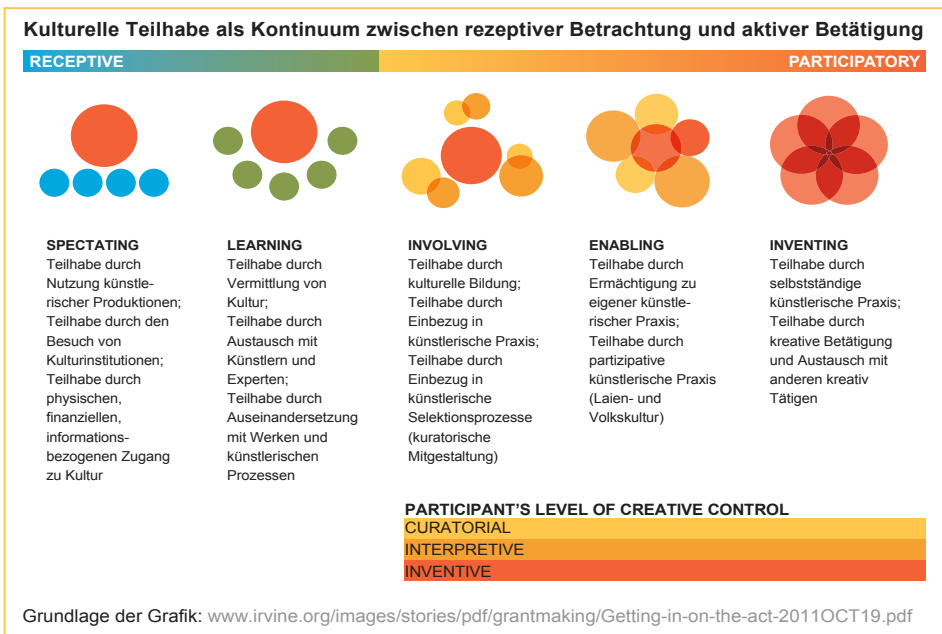 Kulturelle Teilhabe als Kontinuum zwischen rezeptiver Betrachtung und aktiver Betätigung
RECEPTIVE
PARTICIPATORY
SPECTATING
Teilhabe durch
Nutzung künstle-
rischer Produktionen;
Teilhabe durch den
Besuch von
Kulturinstitutionen;
Teilhabe durch
physischen,
finanziellen,
informations-
bezogenen Zugang
zu Kultur
LEARNING
Teilhabe durch
Vermittlung von
Kultur;
Teilhabe durch
Austausch mit
Künstlern und
Experten;
Teilhabe durch
Auseinandersetzung
mit Werken und
künstlerischen
Prozessen
INVOLVING
Teilhabe durch
kulturelle Bildung;
Teilhabe durch
Einbezug in
künstlerische Praxis;
Teilhabe durch
Einbezug in
künstlerische
Selektionsprozesse
(kuratorische
Mitgestaltung)
ENABLING
Teilhabe durch
Ermächtigung zu
eigener künstle-
rischer Praxis;
Teilhabe durch
partizipative
künstlerische Praxis
(Laien- und
Volkskultur)
INVENTING
Teilhabe durch
selbstständige
künstlerische Praxis;
Teilhabe durch
kreative Betätigung
und Austausch mit
anderen kreativ
Tätigen
PARTICIPANT'S LEVEL OF CREATIVE CONTROL
CURATORIAL
INTERPRETIVE
INVENTIVE
Grundlage der Grafik: www.irvine.org/images/stories/pdf/grantmaking/Getting-in-on-the-act-2011OCT19.pdf